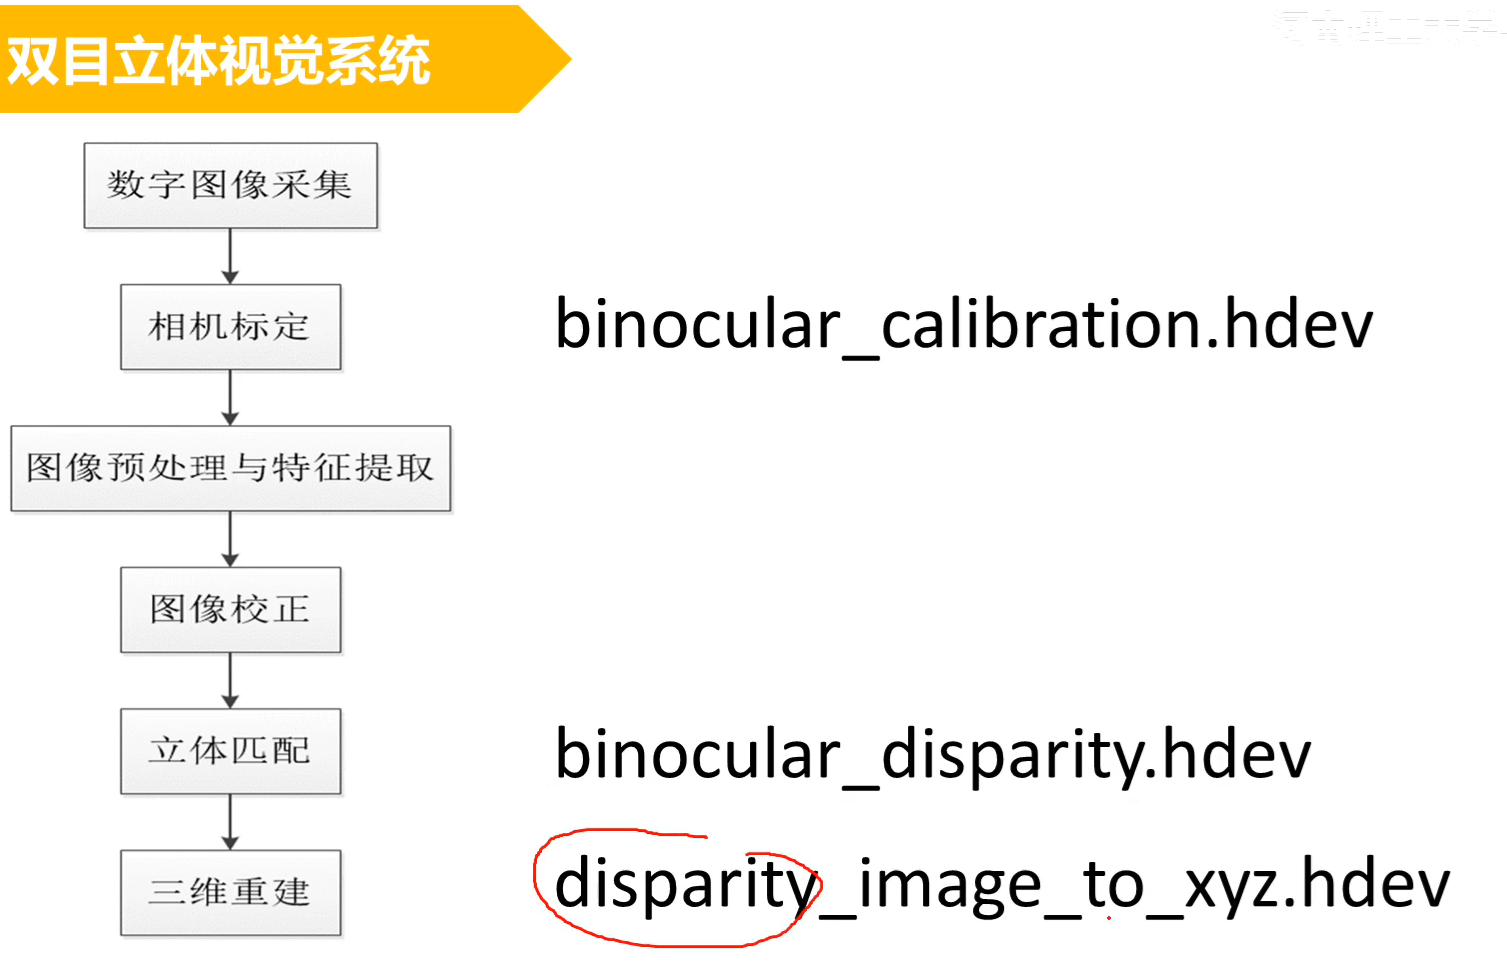 双目立体视觉系统
数字图像采集
相机标定
binocular_calibration.hdev
图像预处理与特征提取
图像校正
立体匹配
binocular_disparity.hdev
三维重建
disparity_image_to_xyz.hdev